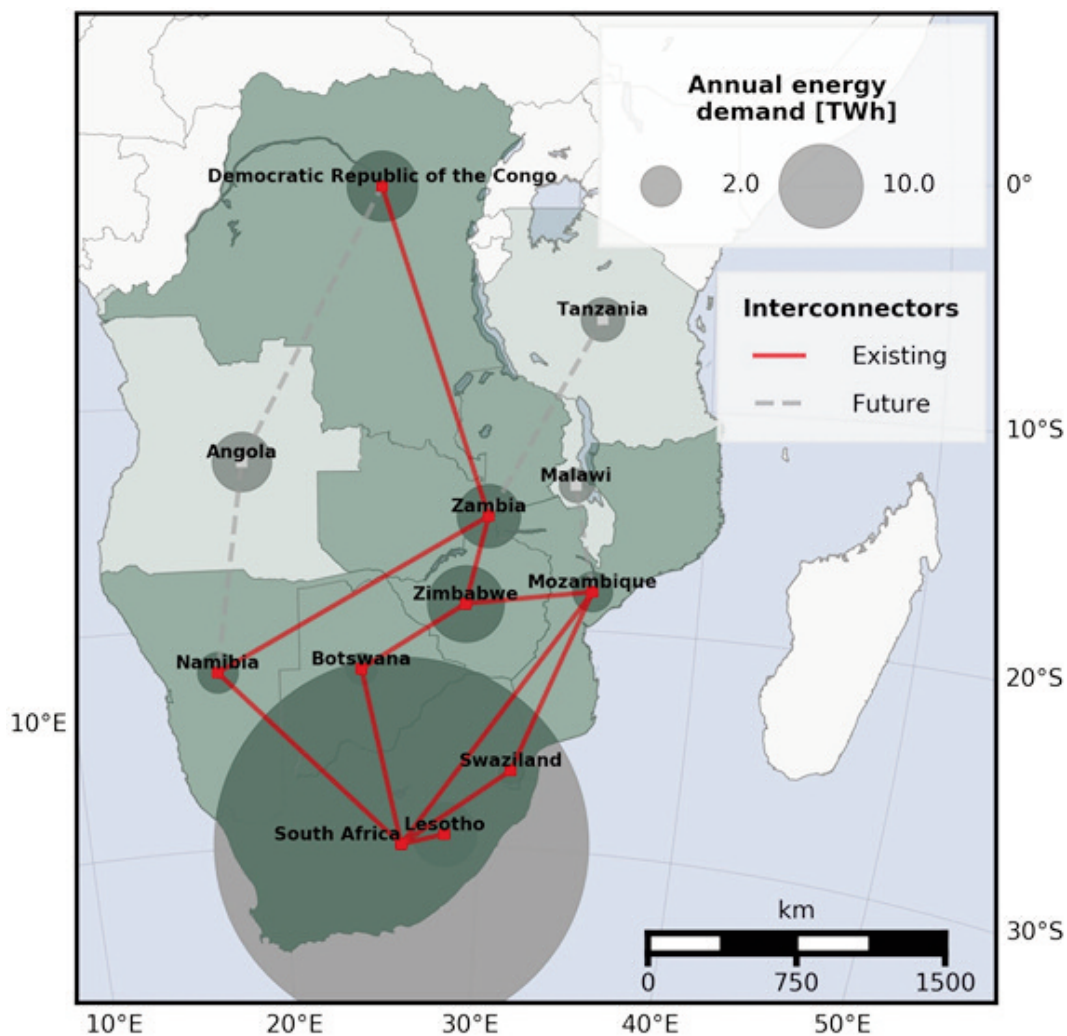 Annual energy
demand [TWh]
2.0
10.0
Democratic Republic of the Congo
0°
Tanzania
Interconnectors
Existing
Future
10°S
Angola
Malawi
Zambia
Mozambique
Zimbabwe
Namibia
Botswana
20°S
10°E
Swaziland
Lesotho
South Africa
km
30°S
0
750
1500
10°E
20°E
30°E
40°E
50°E